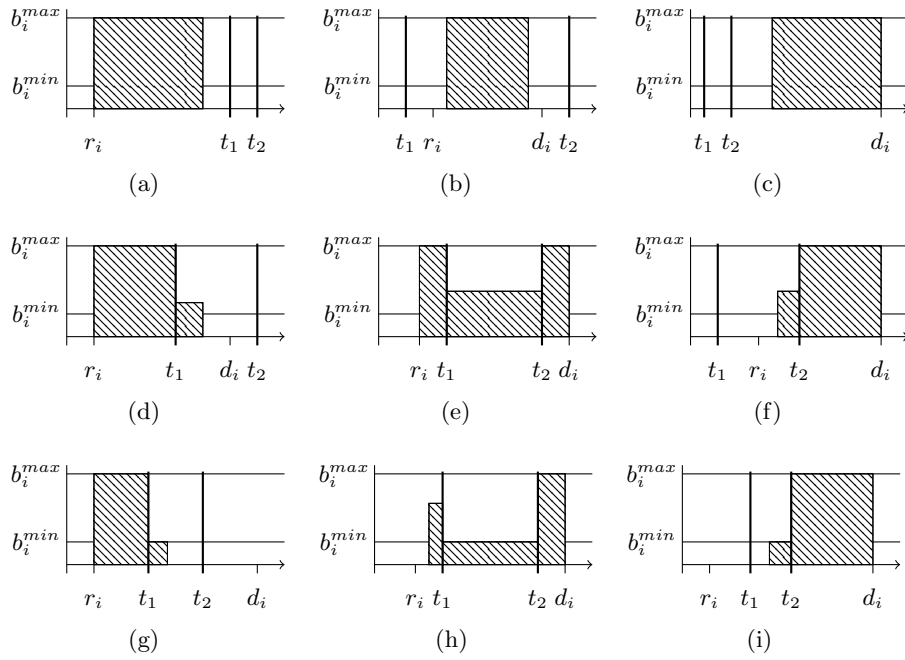 b_i^{max} b_i^{max} b_i^{max}
b_i^{min} b_i^{min} b_i^{min}
r_i t_1 t_2 t_1 r_i d_i t_2 t_1 t_2 d_i
(a) (b) (c)
b_i^{max} b_i^{max} b_i^{max}
b_i^{min} b_i^{min} b_i^{min}
r_i t_1 d_i t_2 r_i t_1 t_2 d_i t_1 r_i t_2 d_i
(d) (e) (f)
b_i^{max} b_i^{max} b_i^{max}
b_i^{min} b_i^{min} b_i^{min}
r_i t_1 t_2 d_i r_i t_1 t_2 d_i r_i t_1 t_2 d_i
(g) (h) (i)